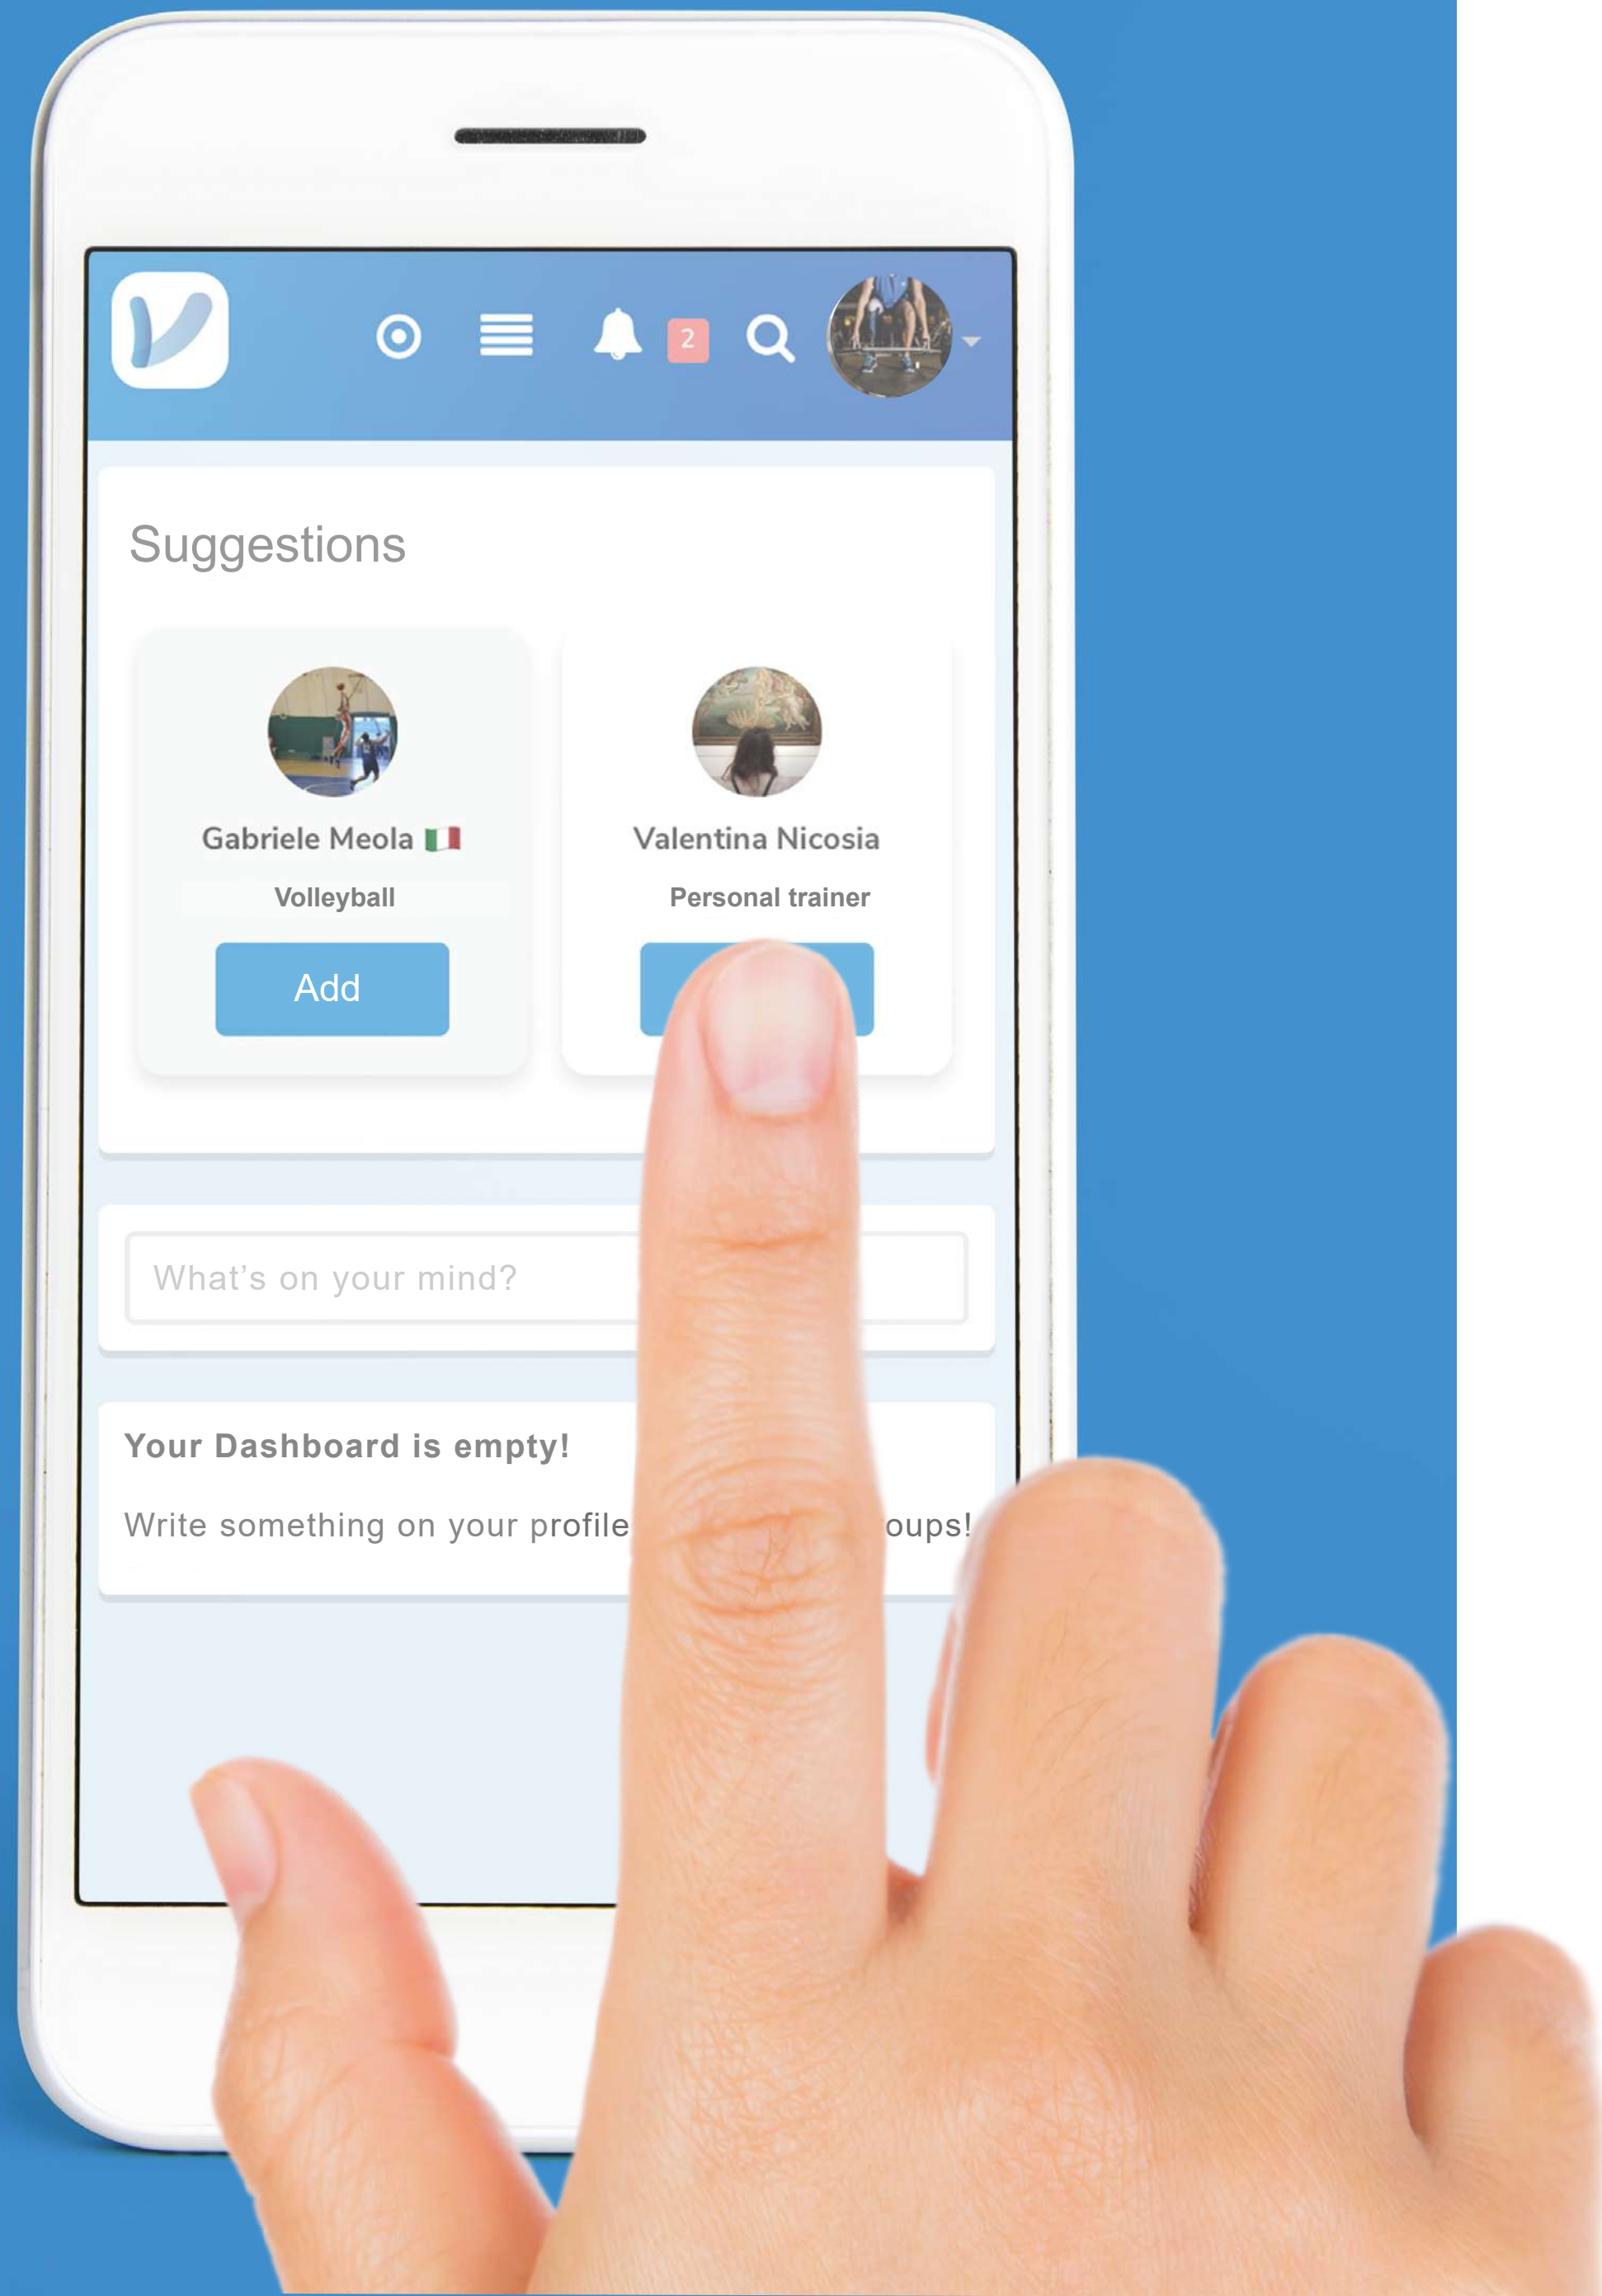 2
Suggestions
Gabriele Meola 🇮🇹
Valentina Nicosia
Volleyball
Personal trainer
Add
What's on your mind?
Your Dashboard is empty!
Write something on your profile